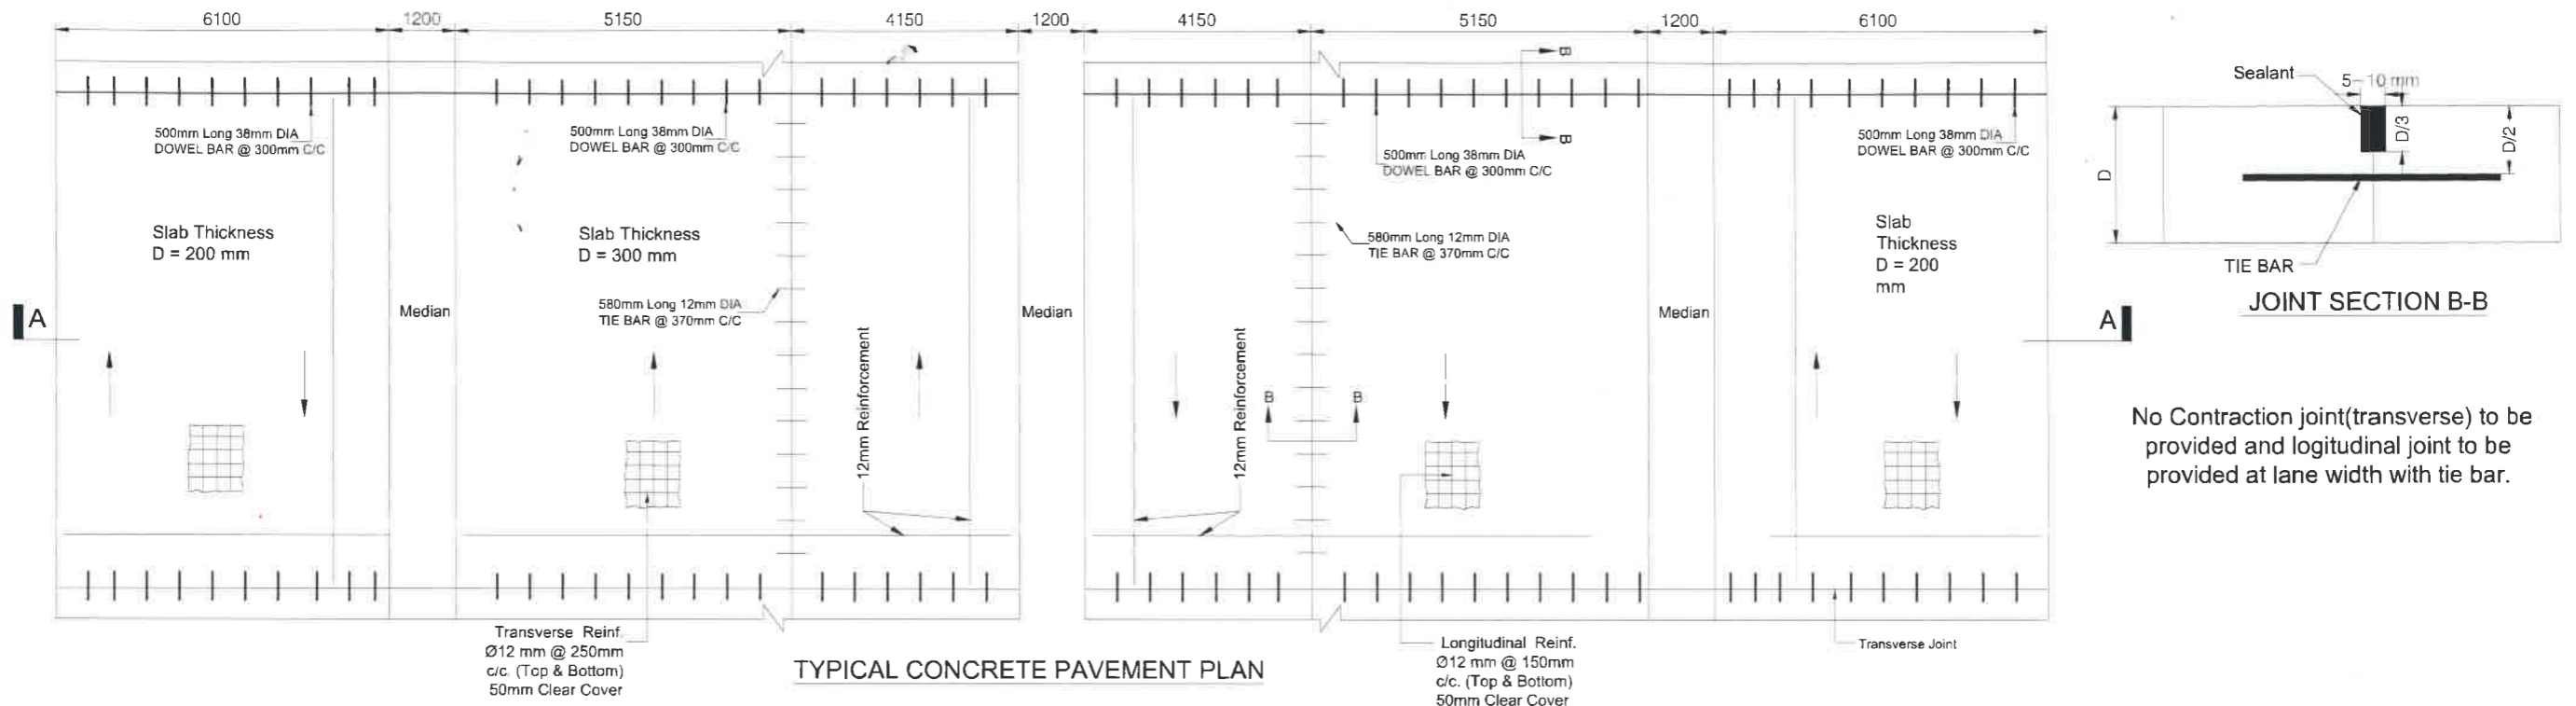 6100 1200 5150 4150 1200 4150 5150 1200 6100
B
B
500mm Long 38mm DIA
DOWEL BAR @ 300mm C/C
500mm Long 38mm DIA
DOWEL BAR @ 300mm C/C
500mm Long 38mm DIA
DOWEL BAR @ 300mm C/C
500mm Long 38mm DIA
DOWEL BAR @ 300mm C/C
Slab Thickness
D = 200 mm
Slab Thickness
D = 300 mm
580mm Long 12mm DIA
TIE BAR @ 370mm C/C
580mm Long 12mm DIA
TIE BAR @ 370mm C/C
Slab
Thickness
D = 200
mm
A
Median
Median
Median
A
12mm Reinforcement
12mm Reinforcement
B
B
Transverse Reinf.
Ø12 mm @ 250mm
c/c. (Top & Bottom)
50mm Clear Cover
Longitudinal Reinf.
Ø12 mm @ 150mm
c/c. (Top & Bottom)
50mm Clear Cover
Transverse Joint
TYPICAL CONCRETE PAVEMENT PLAN
Sealant
5-10 mm
D/3
D/2
D
TIE BAR
JOINT SECTION B-B
No Contraction joint(transverse) to be
provided and logitudinal joint to be
provided at lane width with tie bar.